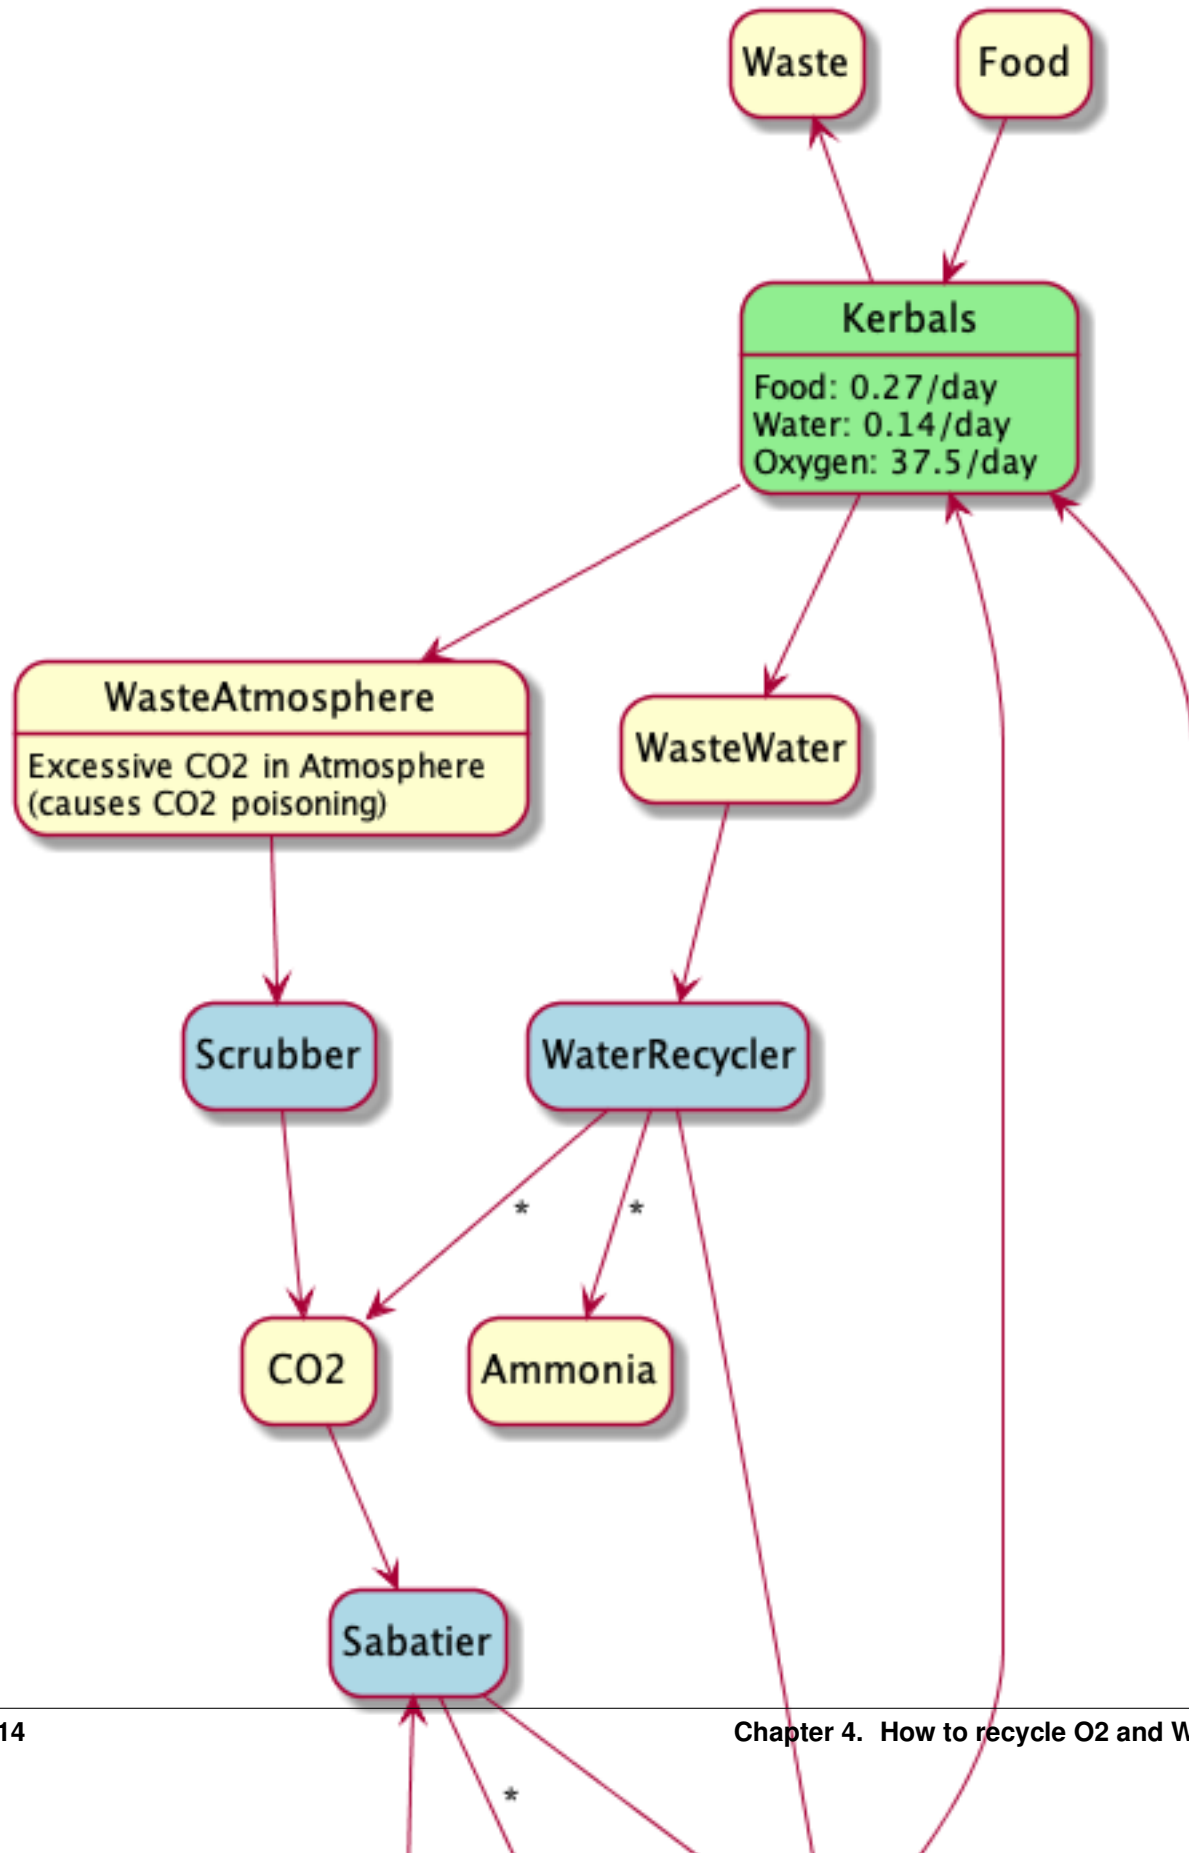 Waste
Food
Kerbals
Food: 0.27/day
Water: 0.14/day
Oxygen: 37.5/day
WasteAtmosphere
Excessive CO2 in Atmosphere
(causes CO2 poisoning)
WasteWater
Scrubber
WaterRecycler
*
*
CO2
Ammonia
Sabatier
14
Chapter 4. How to recycle O2 and
*